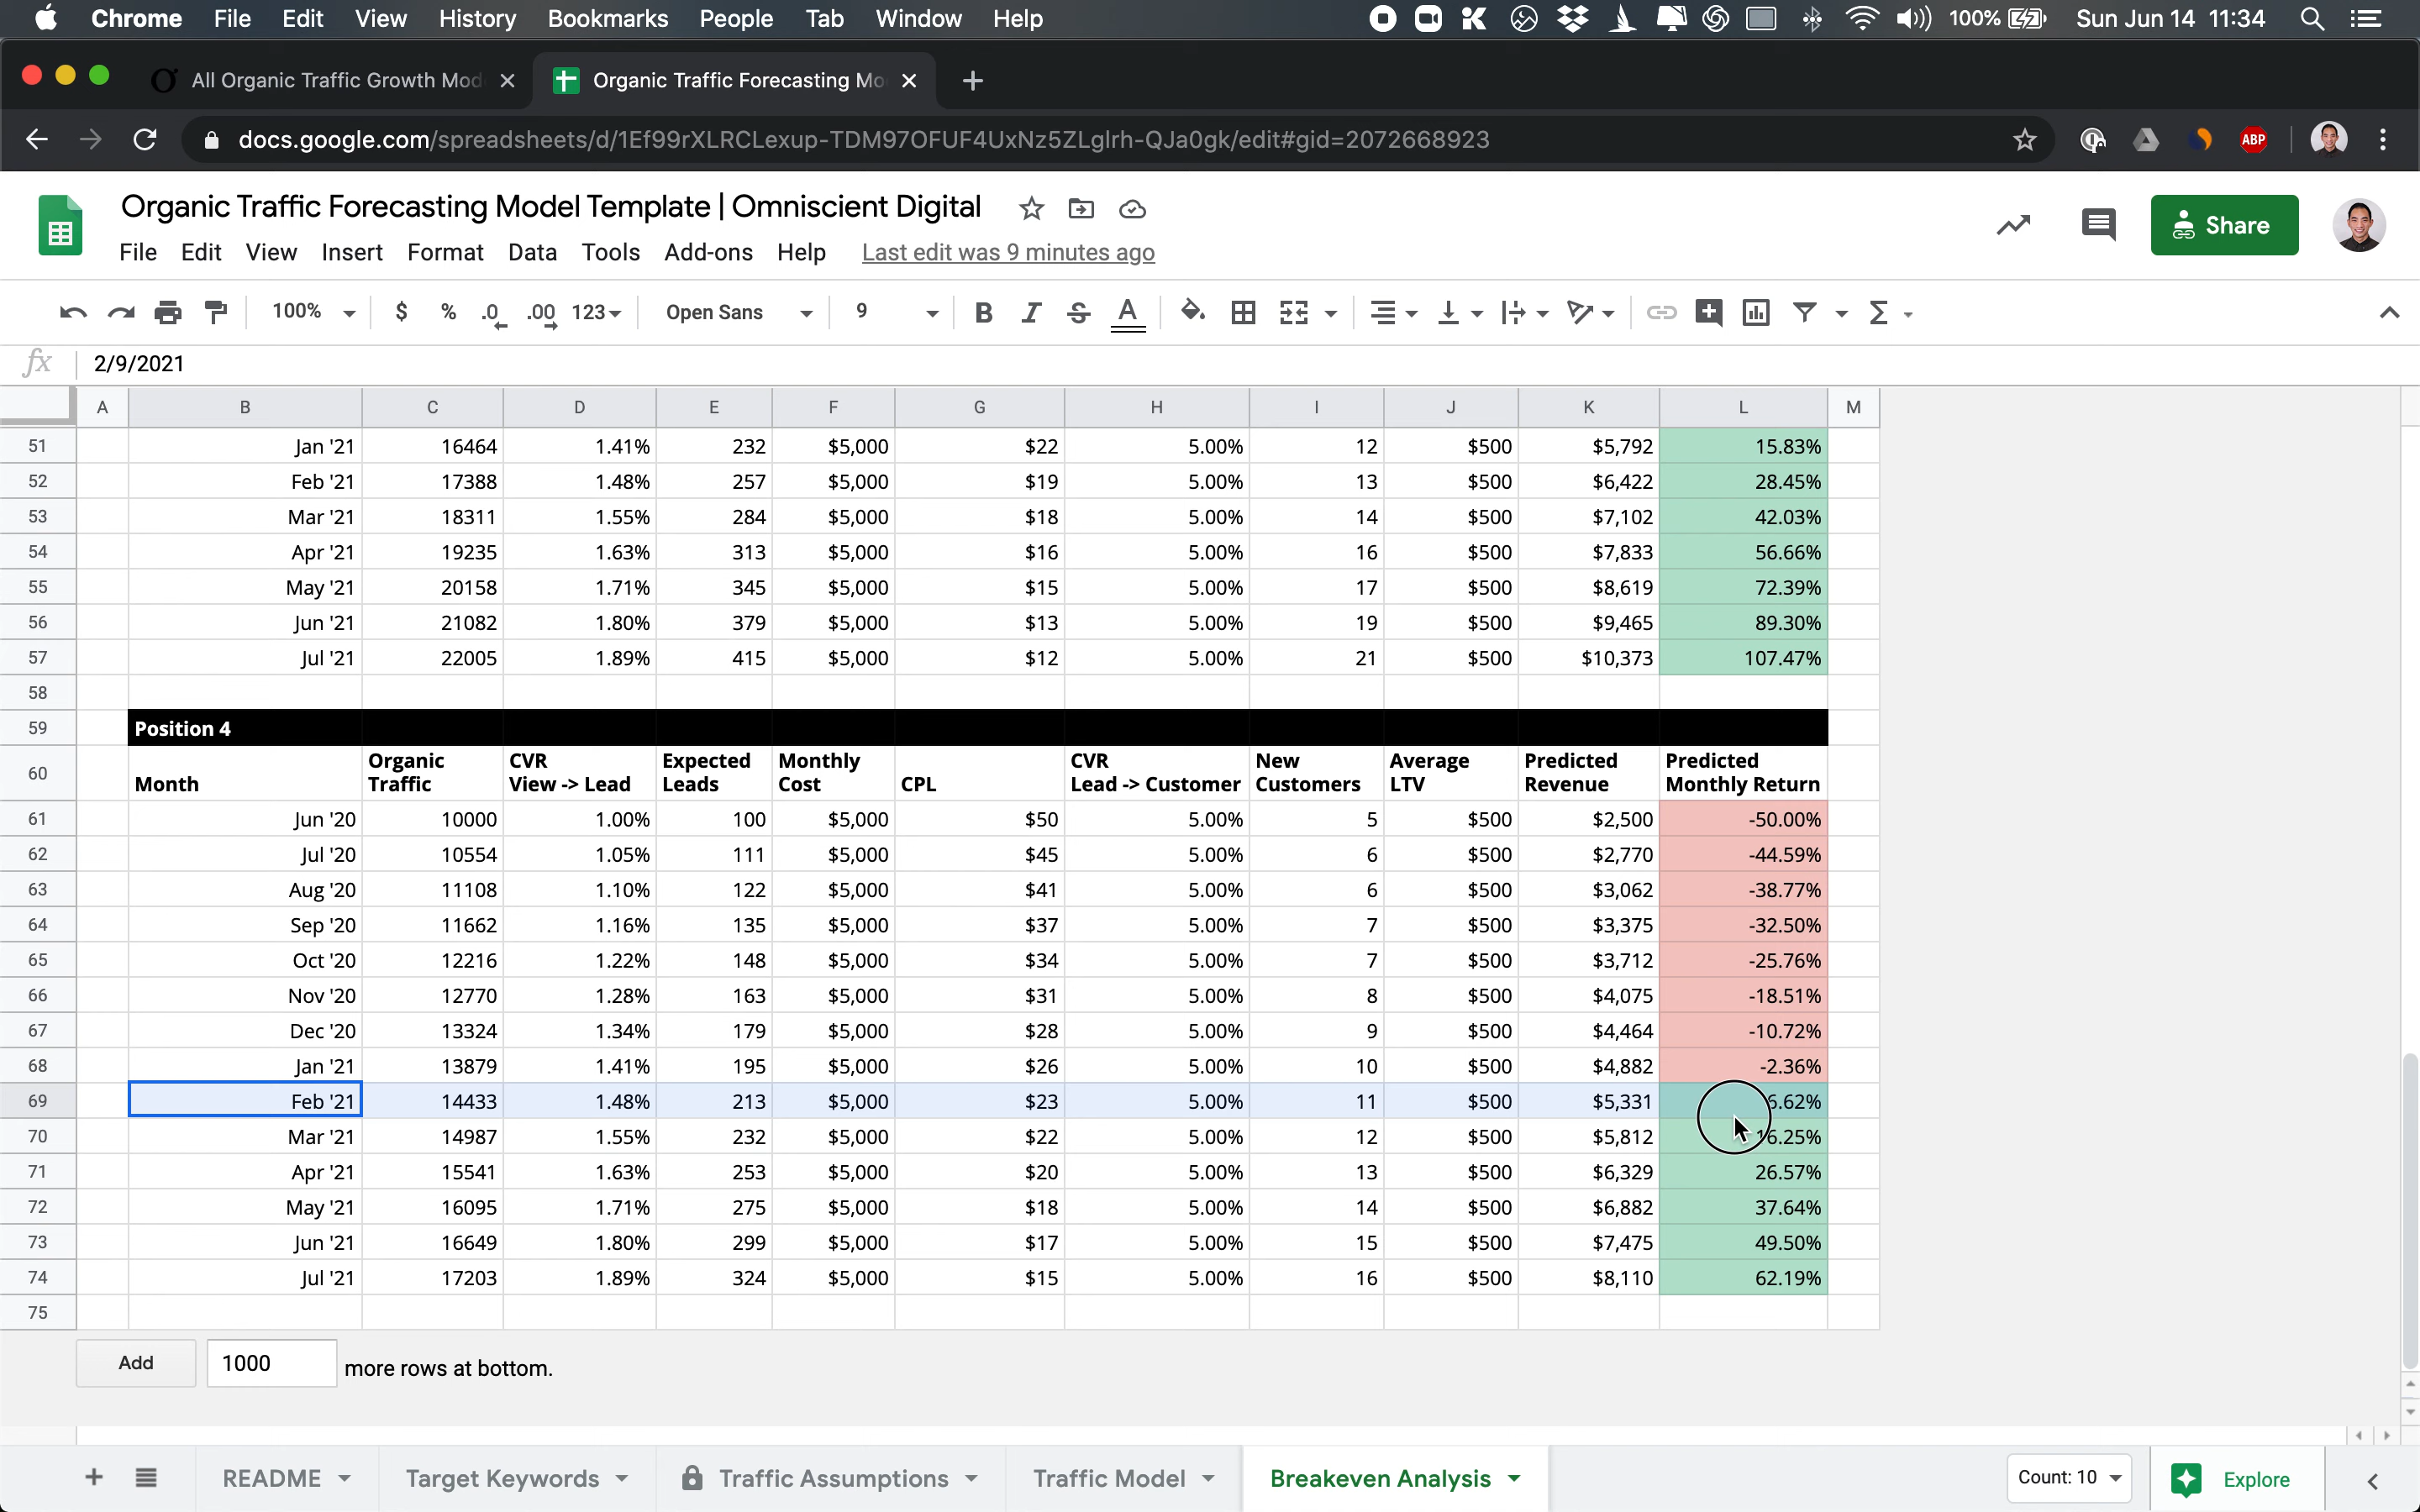 Chrome File Edit View History Bookmarks People Tab Window Help 100% Sun Jun 14 11:34
All Organic Traffic Growth Mod Organic Traffic Forecasting Mo
docs.google.com/spreadsheets/d/1Ef99rXLRCLexup-TDM97OFUF4UxNz5ZLglrh-QJa0gk/edit#gid=2072668923 ABP
Organic Traffic Forecasting Model Template | Omniscient Digital
Share
File Edit View Insert Format Data Tools Add-ons Help Last edit was 9 minutes ago
100% $ % .0 .00 123 Open Sans 9 B I S A
fx 2/9/2021
A B C D E F G H I J K L M
51 Jan '21 16464 1.41% 232 $5,000 $22 5.00% 12 $500 $5,792 15.83%
52 Feb '21 17388 1.48% 257 $5,000 $19 5.00% 13 $500 $6,422 28.45%
53 Mar '21 18311 1.55% 284 $5,000 $18 5.00% 14 $500 $7,102 42.03%
54 Apr '21 19235 1.63% 313 $5,000 $16 5.00% 16 $500 $7,833 56.66%
55 May '21 20158 1.71% 345 $5,000 $15 5.00% 17 $500 $8,619 72.39%
56 Jun '21 21082 1.80% 379 $5,000 $13 5.00% 19 $500 $9,465 89.30%
57 Jul '21 22005 1.89% 415 $5,000 $12 5.00% 21 $500 $10,373 107.47%
58
59 Position 4
Organic CVR Expected Monthly CVR New Average Predicted Predicted
60 Month Traffic View -> Lead Leads Cost CPL Lead -> Customer Customers LTV Revenue Monthly Return
61 Jun '20 10000 1.00% 100 $5,000 $50 5.00% 5 $500 $2,500 -50.00%
62 Jul '20 10554 1.05% 111 $5,000 $45 5.00% 6 $500 $2,770 -44.59%
63 Aug '20 11108 1.10% 122 $5,000 $41 5.00% 6 $500 $3,062 -38.77%
64 Sep '20 11662 1.16% 135 $5,000 $37 5.00% 7 $500 $3,375 -32.50%
65 Oct '20 12216 1.22% 148 $5,000 $34 5.00% 7 $500 $3,712 -25.76%
66 Nov '20 12770 1.28% 163 $5,000 $31 5.00% 8 $500 $4,075 -18.51%
67 Dec '20 13324 1.34% 179 $5,000 $28 5.00% 9 $500 $4,464 -10.72%
68 Jan '21 13879 1.41% 195 $5,000 $26 5.00% 10 $500 $4,882 -2.36%
69 Feb '21 14433 1.48% 213 $5,000 $23 5.00% 11 $500 $5,331 6.62%
70 Mar '21 14987 1.55% 232 $5,000 $22 5.00% 12 $500 $5,812 16.25%
71 Apr '21 15541 1.63% 253 $5,000 $20 5.00% 13 $500 $6,329 26.57%
72 May '21 16095 1.71% 275 $5,000 $18 5.00% 14 $500 $6,882 37.64%
73 Jun '21 16649 1.80% 299 $5,000 $17 5.00% 15 $500 $7,475 49.50%
74 Jul '21 17203 1.89% 324 $5,000 $15 5.00% 16 $500 $8,110 62.19%
75
Add 1000 more rows at bottom.
README Target Keywords Traffic Assumptions Traffic Model Breakeven Analysis Count: 10 Explore